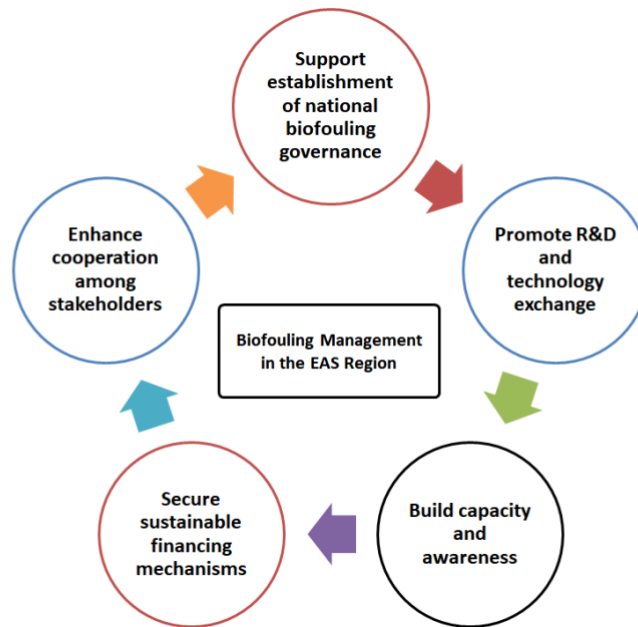 Support
establishment
of national
biofouling
governance
Promote R&D
and
technology
exchange
Build capacity
and
awareness
Secure
sustainable
financing
mechanisms
Enhance
cooperation
among
stakeholders
Biofouling Management
in the EAS Region